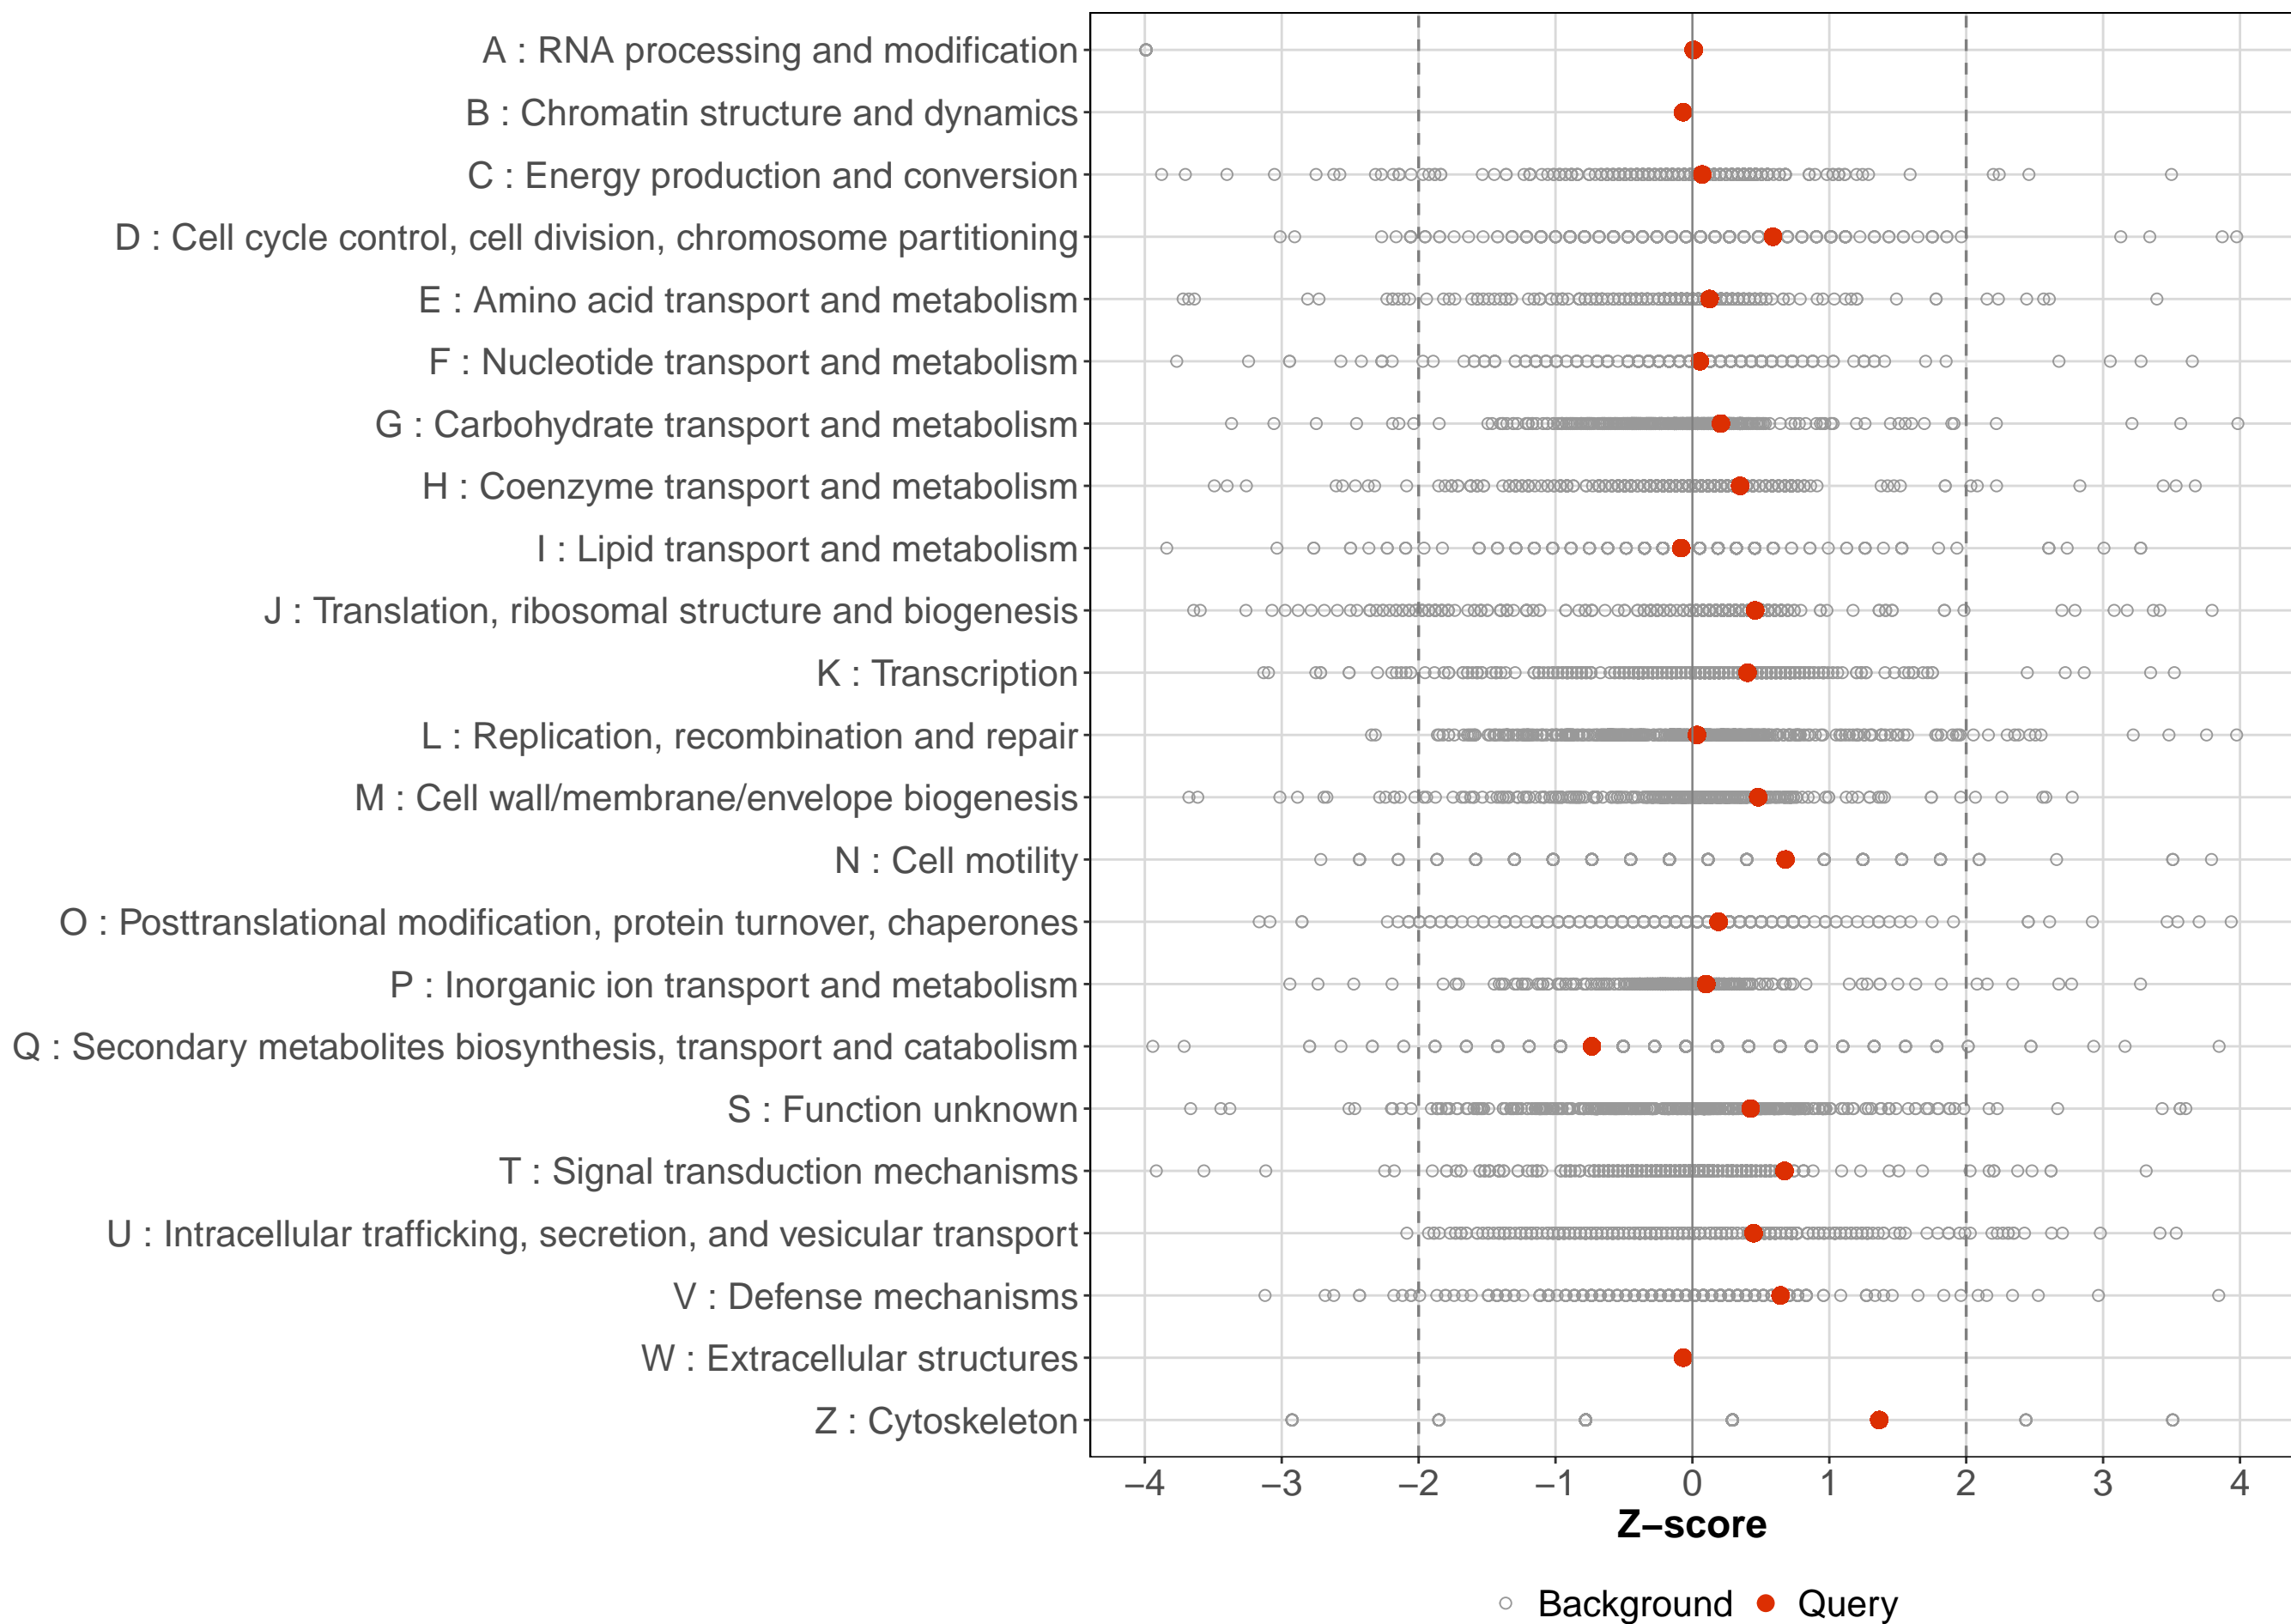 A : RNA processing and modification
B : Chromatin structure and dynamics
C : Energy production and conversion
D : Cell cycle control, cell division, chromosome partitioning
E : Amino acid transport and metabolism
F : Nucleotide transport and metabolism
G : Carbohydrate transport and metabolism
H : Coenzyme transport and metabolism
I : Lipid transport and metabolism
J : Translation, ribosomal structure and biogenesis
K : Transcription
L : Replication, recombination and repair
M : Cell wall/membrane/envelope biogenesis
N : Cell motility
O : Posttranslational modification, protein turnover, chaperones
P : Inorganic ion transport and metabolism
Q : Secondary metabolites biosynthesis, transport and catabolism
S : Function unknown
T : Signal transduction mechanisms
U : Intracellular trafficking, secretion, and vesicular transport
V : Defense mechanisms
W : Extracellular structures
Z : Cytoskeleton
−4 −3 −2 −1 0 1 2 3 4
Z−score
Background Query